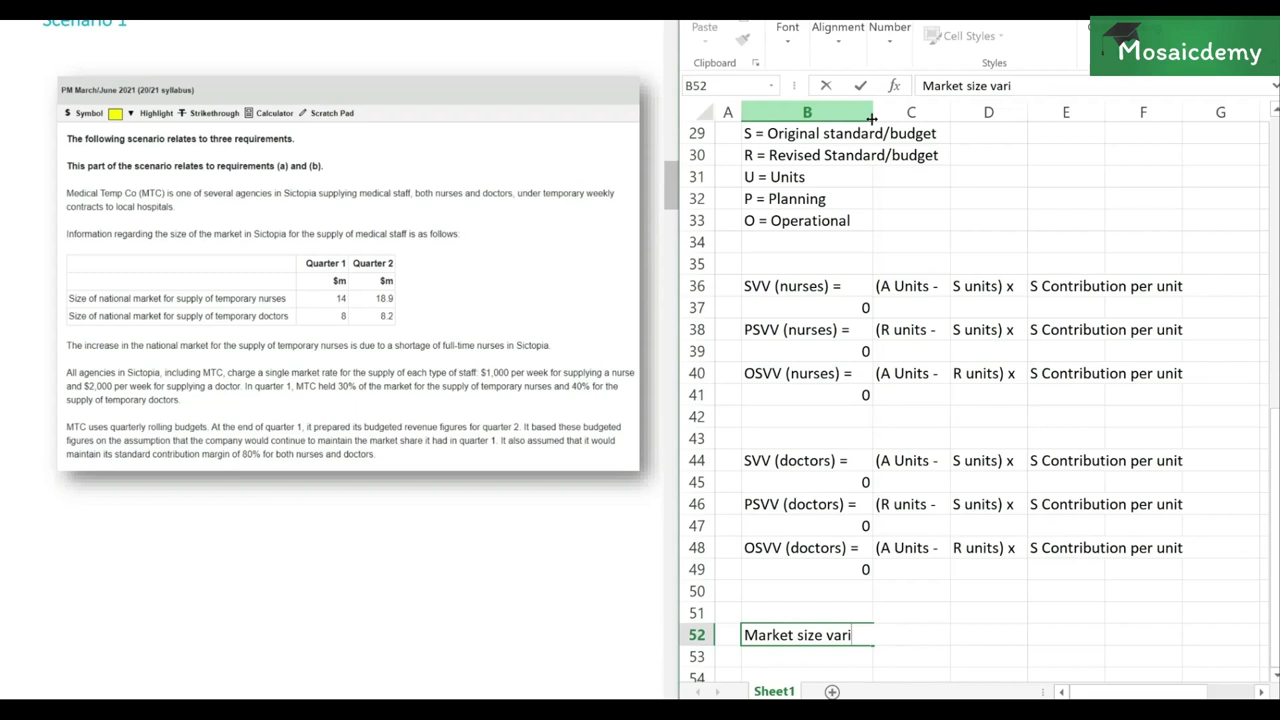 Scenario 1
PM March/June 2021 (20/21 syllabus)
$ Symbol ▼ Highlight Strikethrough Calculator Scratch Pad
The following scenario relates to three requirements.
This part of the scenario relates to requirements (a) and (b).
Medical Temp Co (MTC) is one of several agencies in Sictopia supplying medical staff, both nurses and doctors, under temporary weekly
contracts to local hospitals.
Information regarding the size of the market in Sictopia for the supply of medical staff is as follows:
Quarter 1 Quarter 2
$m $m
Size of national market for supply of temporary nurses 14 18.9
Size of national market for supply of temporary doctors 8 8.2
The increase in the national market for the supply of temporary nurses is due to a shortage of full-time nurses in Sictopia.
All agencies in Sictopia, including MTC, charge a single market rate for the supply of each type of staff: $1,000 per week for supplying a nurse
and $2,000 per week for supplying a doctor. In quarter 1, MTC held 30% of the market for the supply of temporary nurses and 40% for the
supply of temporary doctors.
MTC uses quarterly rolling budgets. At the end of quarter 1, it prepared its budgeted revenue figures for quarter 2. It based these budgeted
figures on the assumption that the company would continue to maintain the market share it had in quarter 1. It also assumed that it would
maintain its standard contribution margin of 80% for both nurses and doctors.
Paste Font Alignment Number
Cell Styles
Clipboard Styles
Mosaicdemy
B52 fx Market size vari
A B C D E F G
29 S = Original standard/budget
30 R = Revised Standard/budget
31 U = Units
32 P = Planning
33 O = Operational
34
35
36 SVV (nurses) = (A Units - S units) x S Contribution per unit
37 0
38 PSVV (nurses) = (R units - S units) x S Contribution per unit
39 0
40 OSVV (nurses) = (A Units - R units) x S Contribution per unit
41 0
42
43
44 SVV (doctors) = (A Units - S units) x S Contribution per unit
45 0
46 PSVV (doctors) = (R units - S units) x S Contribution per unit
47 0
48 OSVV (doctors) = (A Units - R units) x S Contribution per unit
49 0
50
51
52 Market size vari
53
54
Sheet1